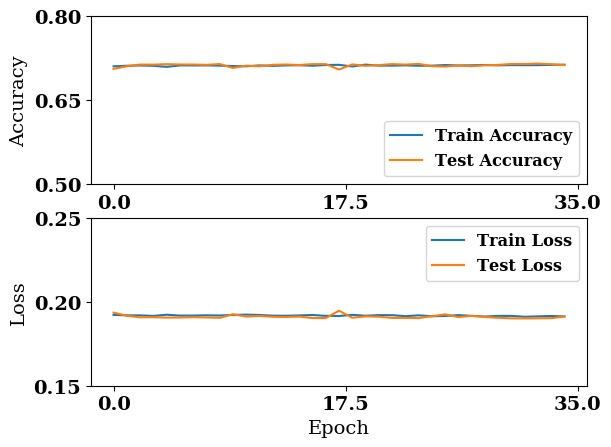 0.80
0.65
0.50
Accuracy
Train Accuracy
Test Accuracy
0.0 17.5 35.0
0.25
0.20
0.15
Loss
Train Loss
Test Loss
0.0 17.5 35.0
Epoch